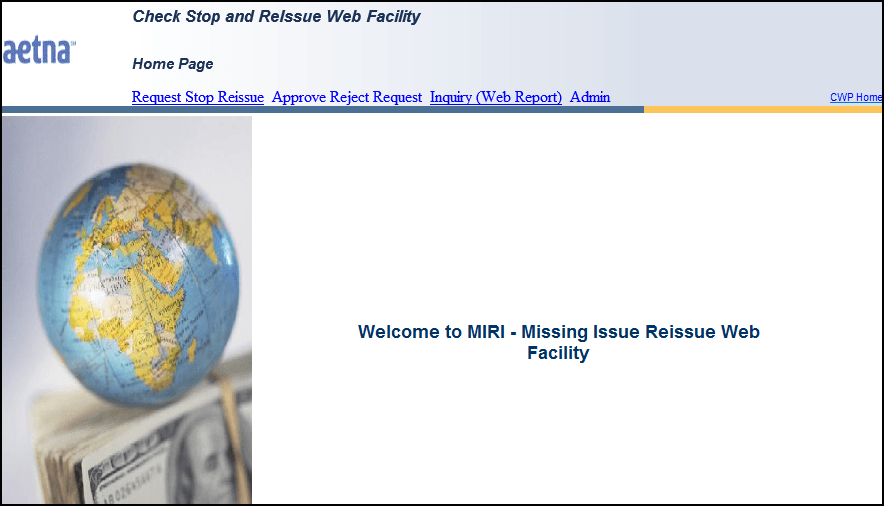 Check Stop and ReIssue Web Facility
aetna℠
Home Page
Request Stop Reissue Approve Reject Request Inquiry (Web Report) Admin
CWP Home
Welcome to MIRI - Missing Issue Reissue Web
Facility